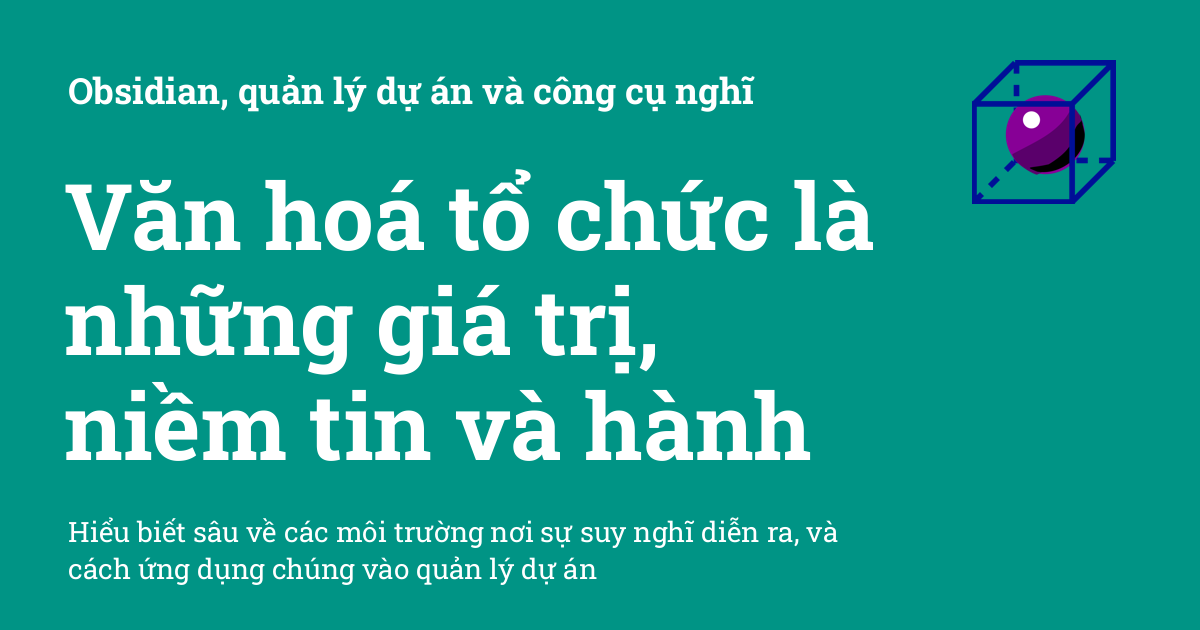 Obsidian, quản lý dự án và công cụ nghĩ
Văn hoá tổ chức là
những giá trị,
niềm tin và hành
Hiểu biết sâu về các môi trường nơi sự suy nghĩ diễn ra, và
cách ứng dụng chúng vào quản lý dự án